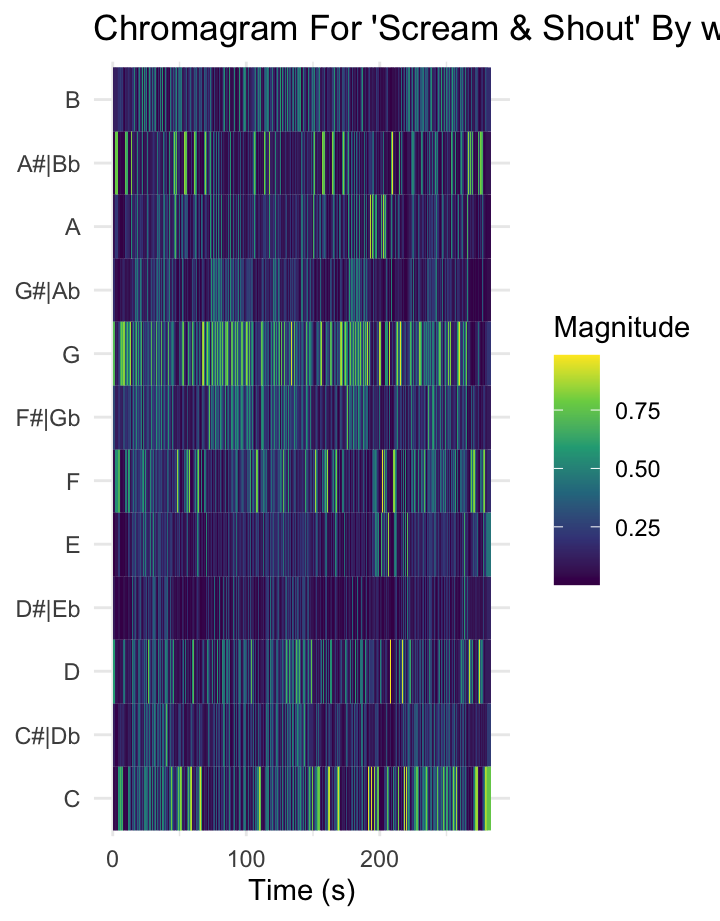 Chromagram For 'Scream & Shout' By w
B
A#|Bb
A
G#|Ab
G
F#|Gb
F
E
D#|Eb
D
C#|Db
C
0 100 200
Time (s)
Magnitude
0.75
0.50
0.25